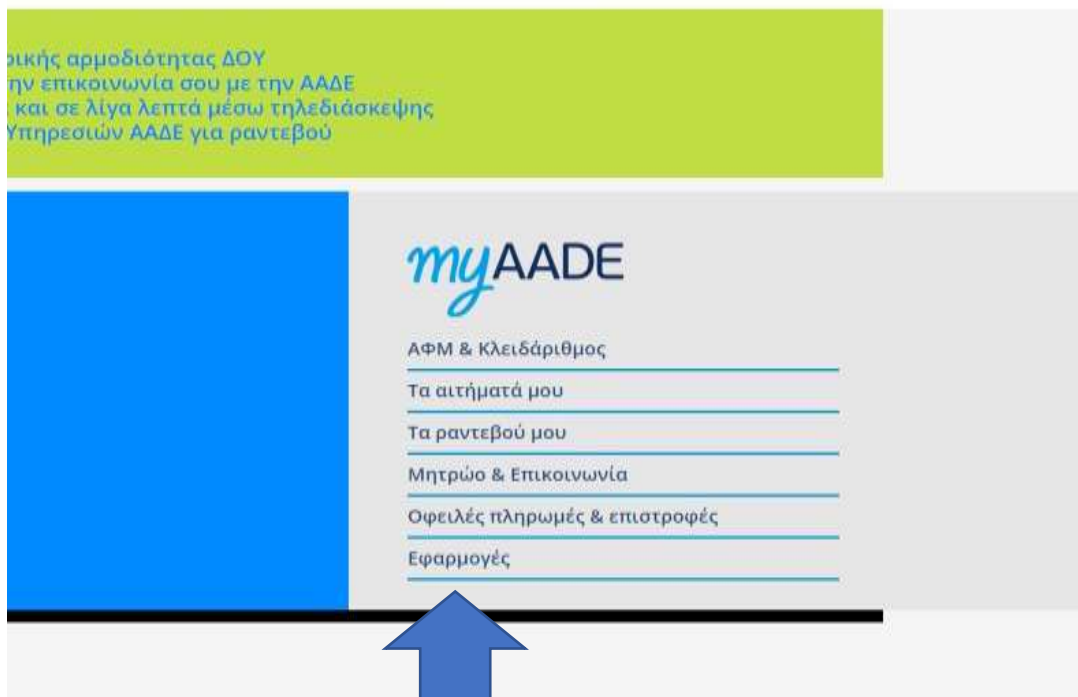 αρμοδιότητας ΔΟΥ
επικοινωνία σου με την ΑΑΔΕ
και σε λίγα λεπτά μέσω τηλεδιάσκεψης
Υπηρεσιών ΑΑΔΕ για ραντεβού
myAADE
ΑΦΜ & Κλειδάριθμος
Τα αιτήματά μου
Τα ραντεβού μου
Μητρώο & Επικοινωνία
Οφειλές πληρωμές & επιστροφές
Εφαρμογές